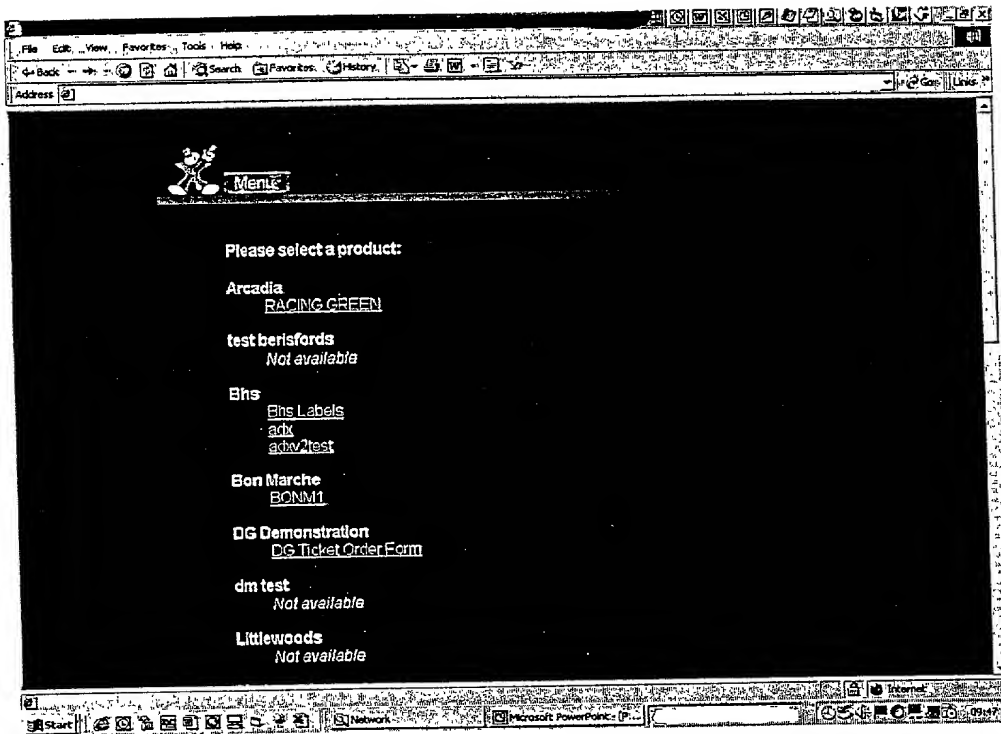 File Edit View Favorites Tools Help
Back Search Favorites History
Address Go Links
Menu
Please select a product:
Arcadia
RACING GREEN
test berisfords
Not available
Bhs
Bhs Labels
adx
adxv2test
Bon Marche
BONM1
DG Demonstration
DG Ticket Order Form
dm test
Not available
Littlewoods
Not available
Internet
Start Network Microsoft PowerPoint - [P... 09:47